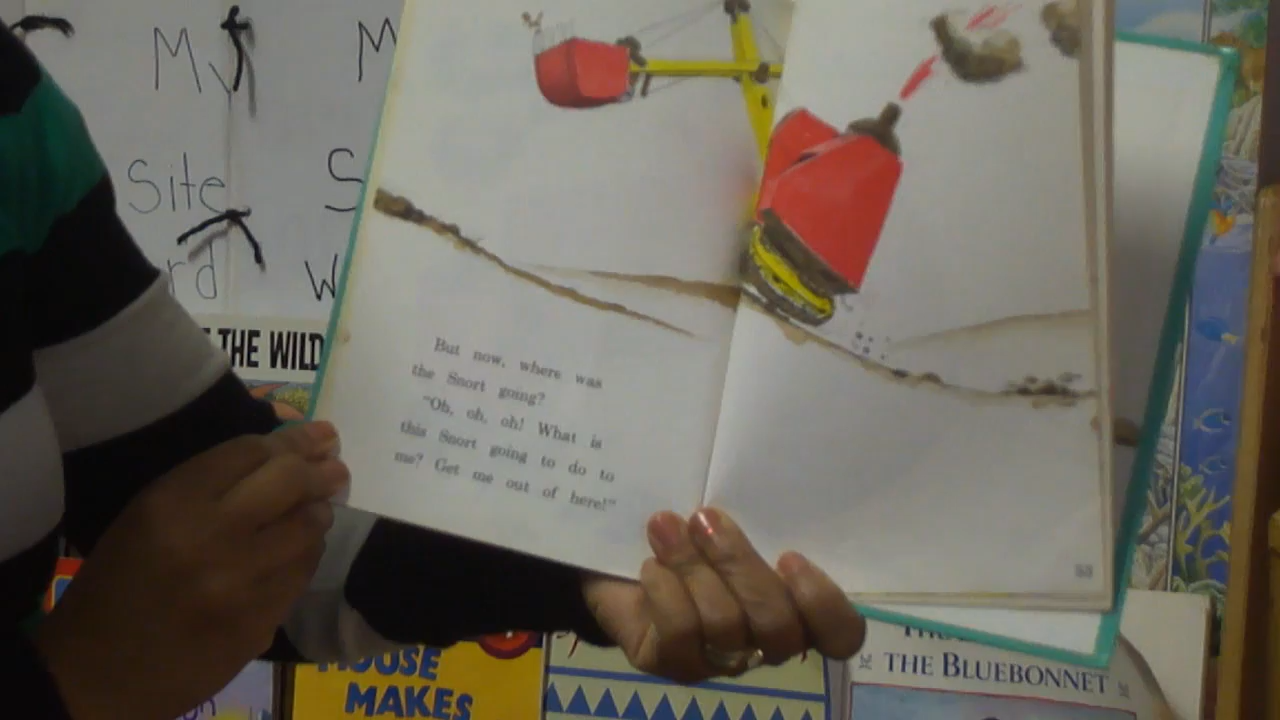 My M
Site S
rd W
THE WILD
But now, where was
the Snort going?
"Oh, oh, oh! What is
this Snort going to do to
me? Get me out of here!"
MOUSE
MAKES
THE BLUEBONNET